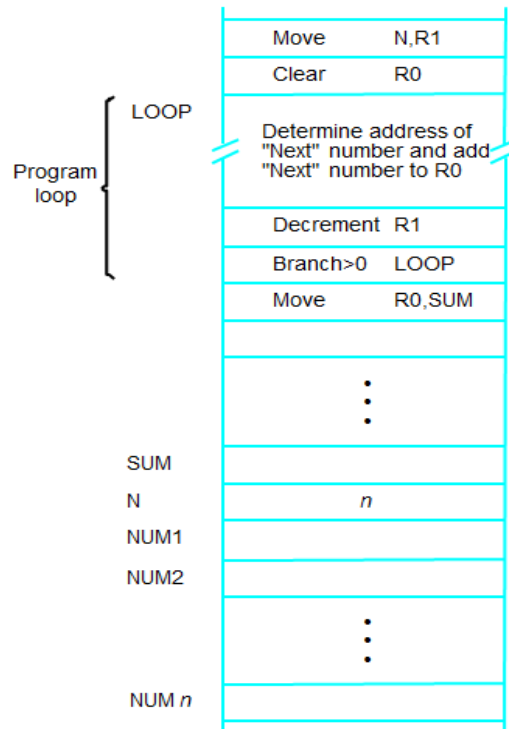 Move N,R1
Clear R0
LOOP
Determine address of
"Next" number and add
"Next" number to R0
Program
loop
Decrement R1
Branch>0 LOOP
Move R0,SUM
SUM
N n
NUM1
NUM2
NUM n